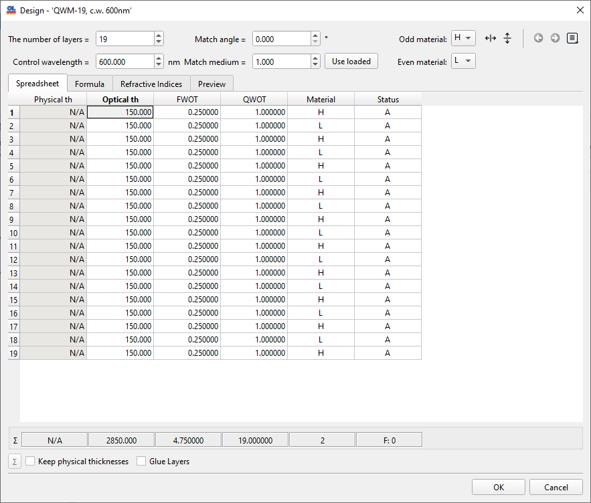 Design - 'QWM-19, c.w. 600nm'
The number of layers = 19 Match angle = 0.000 ° Odd material: H
Control wavelength = 600.000 nm Match medium = 1.000 Use loaded Even material: L
Spreadsheet Formula Refractive Indices Preview
Physical th Optical th FWOT QWOT Material Status
1 N/A 150.000 0.250000 1.000000 H A
2 N/A 150.000 0.250000 1.000000 L A
3 N/A 150.000 0.250000 1.000000 H A
4 N/A 150.000 0.250000 1.000000 L A
5 N/A 150.000 0.250000 1.000000 H A
6 N/A 150.000 0.250000 1.000000 L A
7 N/A 150.000 0.250000 1.000000 H A
8 N/A 150.000 0.250000 1.000000 L A
9 N/A 150.000 0.250000 1.000000 H A
10 N/A 150.000 0.250000 1.000000 L A
11 N/A 150.000 0.250000 1.000000 H A
12 N/A 150.000 0.250000 1.000000 L A
13 N/A 150.000 0.250000 1.000000 H A
14 N/A 150.000 0.250000 1.000000 L A
15 N/A 150.000 0.250000 1.000000 H A
16 N/A 150.000 0.250000 1.000000 L A
17 N/A 150.000 0.250000 1.000000 H A
18 N/A 150.000 0.250000 1.000000 L A
19 N/A 150.000 0.250000 1.000000 H A
Σ N/A 2850.000 4.750000 19.000000 2 F: 0
Σ Keep physical thicknesses Glue Layers
OK Cancel